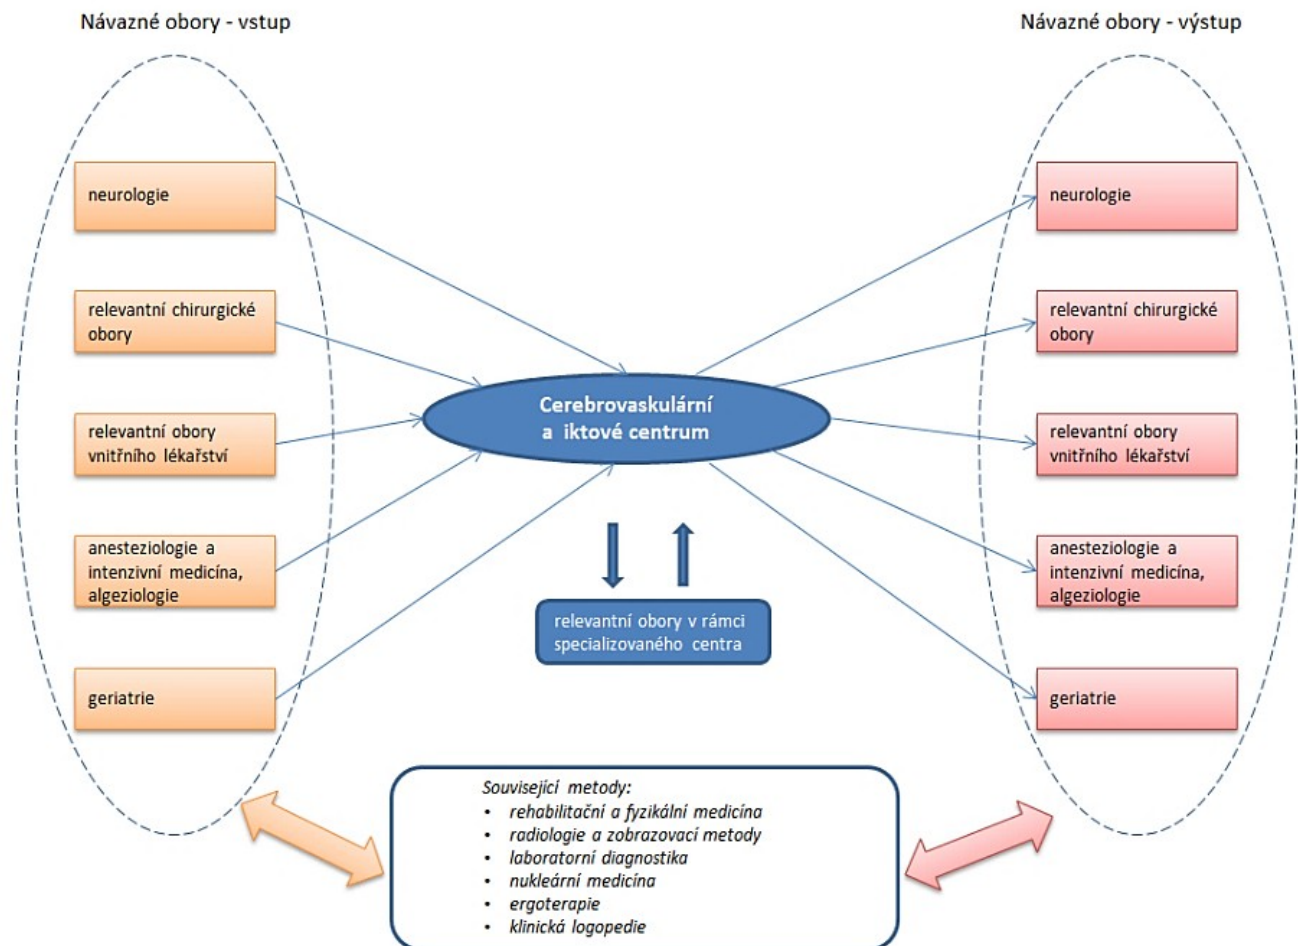 Návazné obory - vstup
Návazné obory - výstup
neurologie
relevantní chirurgické
obory
relevantní obory
vnitřního lékařství
anesteziologie a
intenzivní medicína,
algeziologie
geriatrie
Cerebrovaskulární
a iktové centrum
relevantní obory v rámci
specializovaného centra
neurologie
relevantní chirurgické
obory
relevantní obory
vnitřního lékařství
anesteziologie a
intenzivní medicína,
algeziologie
geriatrie
Související metody:
• rehabilitační a fyzikální medicína
• radiologie a zobrazovací metody
• laboratorní diagnostika
• nukleární medicína
• ergoterapie
• klinická logopedie